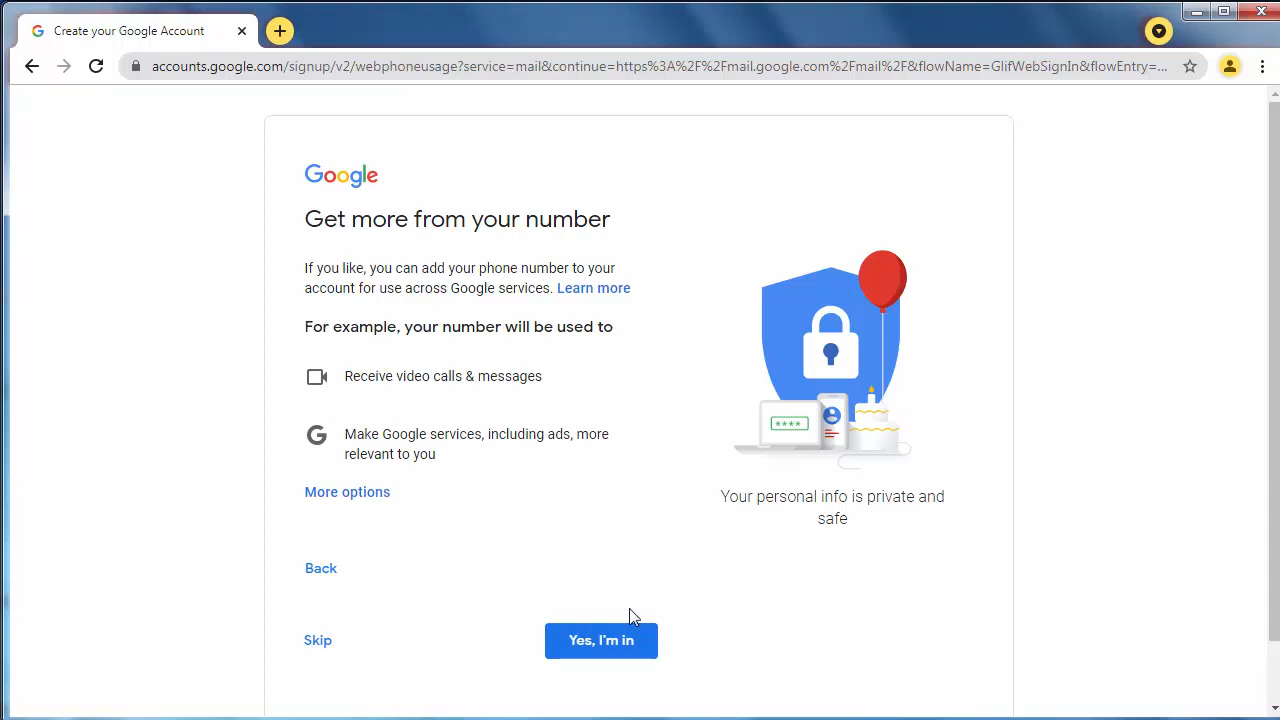 Create your Google Account
accounts.google.com/signup/v2/webphoneusage?service=mail&continue=https%3A%2F%2Fmail.google.com%2Fmail%2F&flowName=GlifWebSignIn&flowEntry=...
Google
Get more from your number
If you like, you can add your phone number to your
account for use across Google services. Learn more
For example, your number will be used to
Receive video calls & messages
G
Make Google services, including ads, more
relevant to you
More options
****
Your personal info is private and
safe
Back
Skip
Yes, I'm in